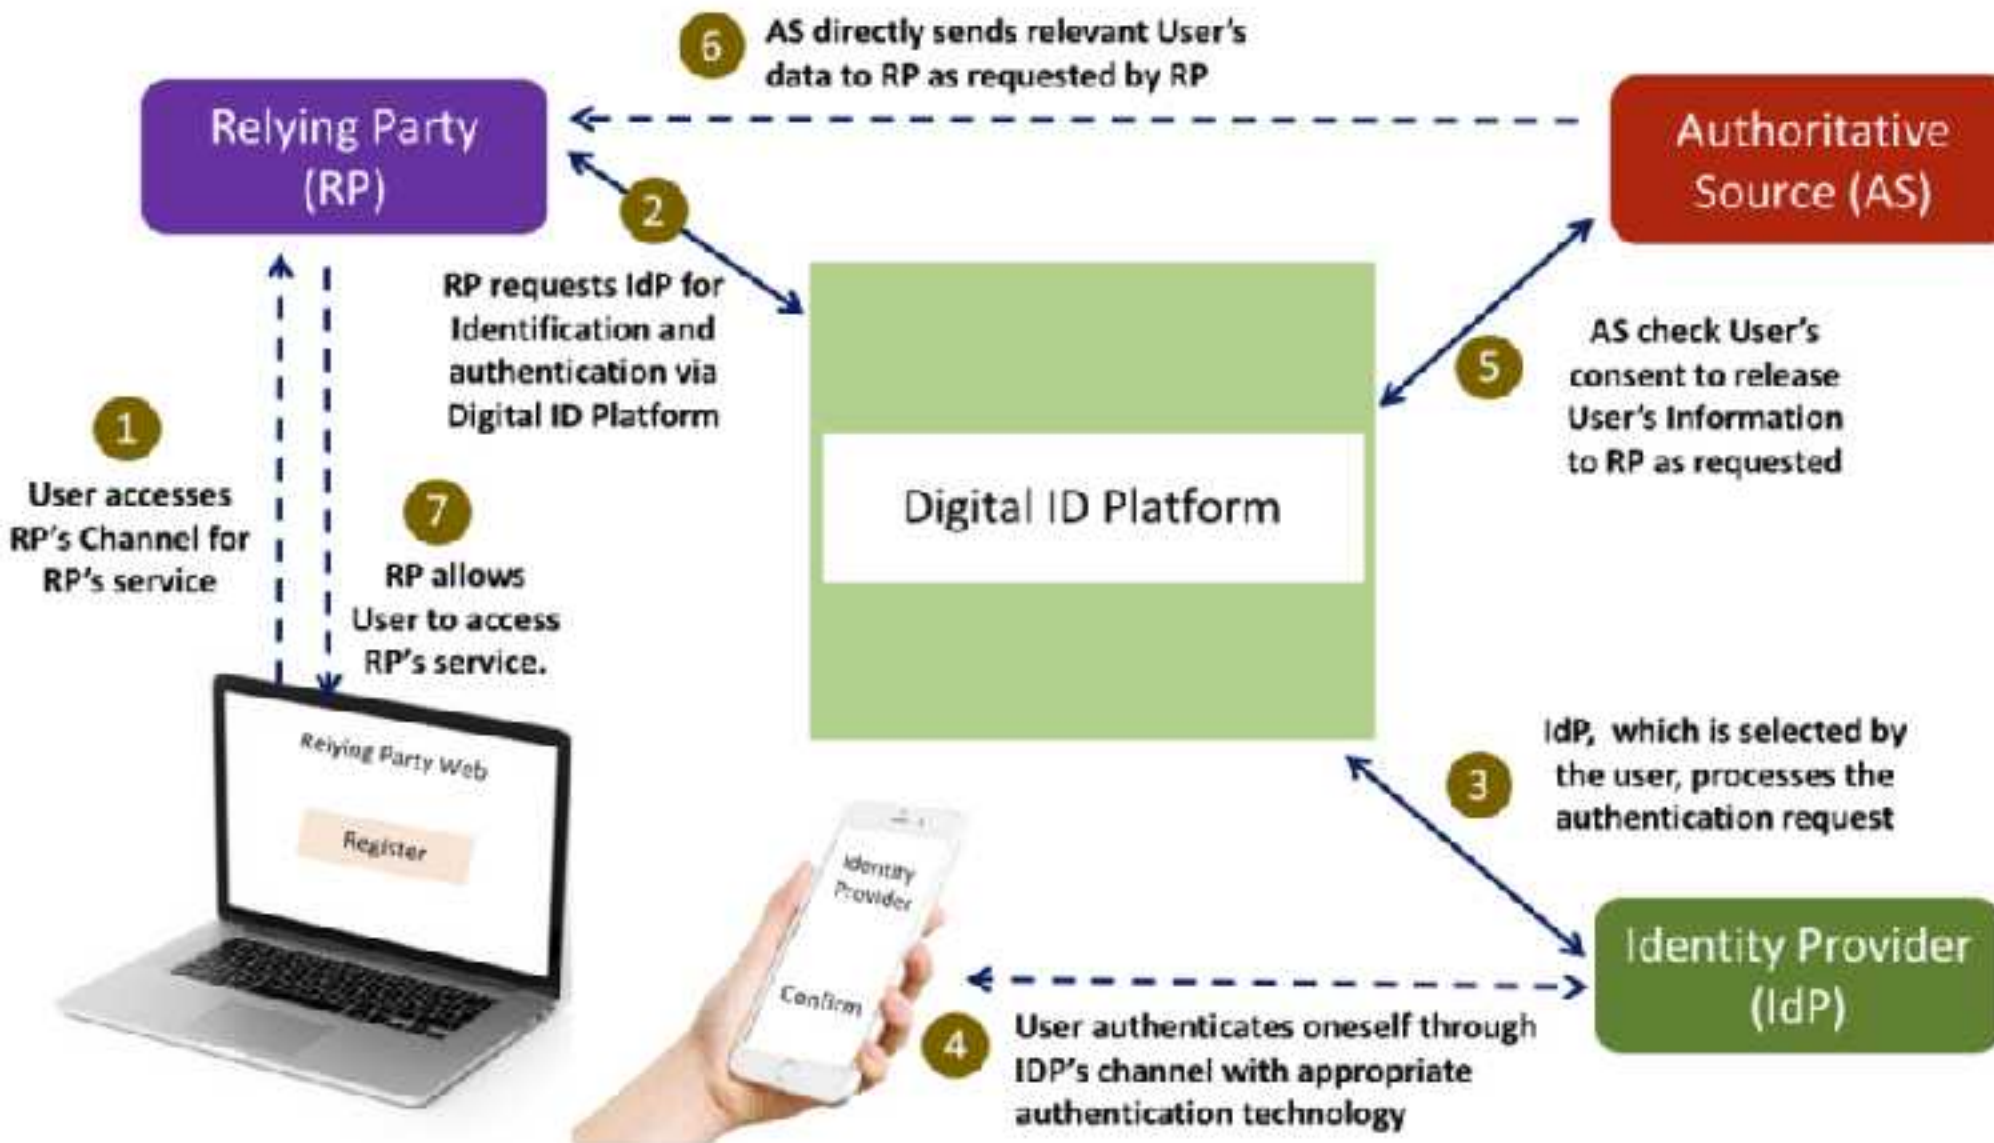 6
AS directly sends relevant User's
data to RP as requested by RP
Relying Party
(RP)
Authoritative
Source (AS)
2
RP requests IdP for
Identification and
authentication via
Digital ID Platform
5
AS check User's
consent to release
User's Information
to RP as requested
1
User accesses
RP's Channel for
RP's service
7
RP allows
User to access
RP's service.
Digital ID Platform
3
IdP, which is selected by
the user, processes the
authentication request
Relying Party Web
Register
Identity
Provider
Confirm
Identity Provider
(IdP)
4
User authenticates oneself through
IDP's channel with appropriate
authentication technology